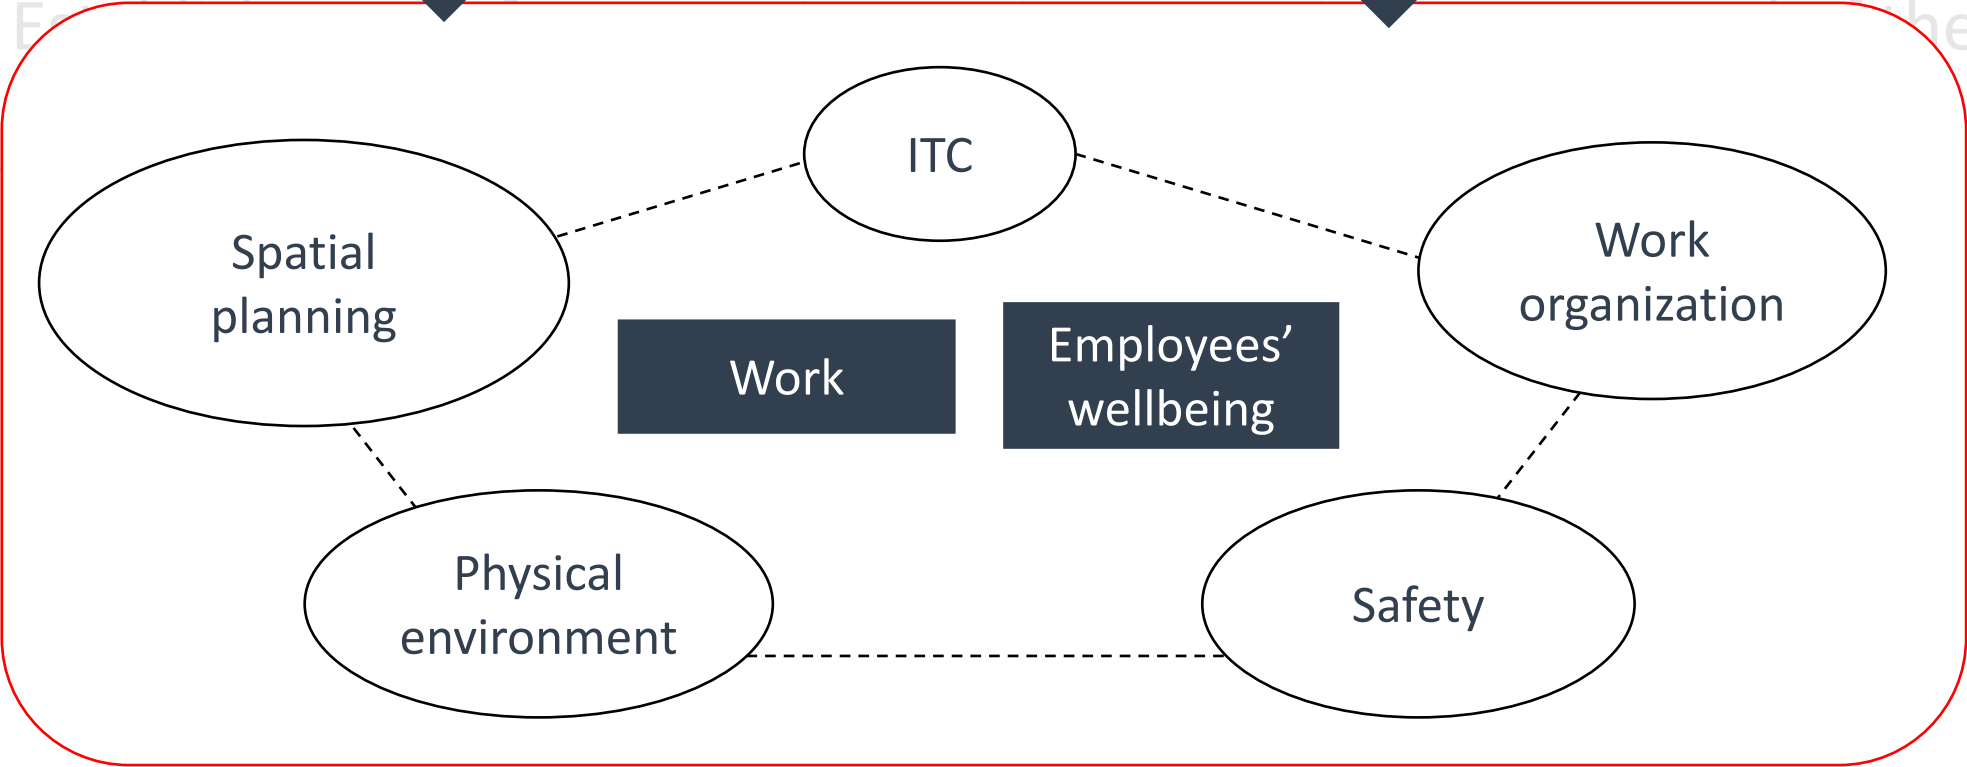 ITC
Spatial
planning
Work
organization
Work
Employees’
wellbeing
Physical
environment
Safety